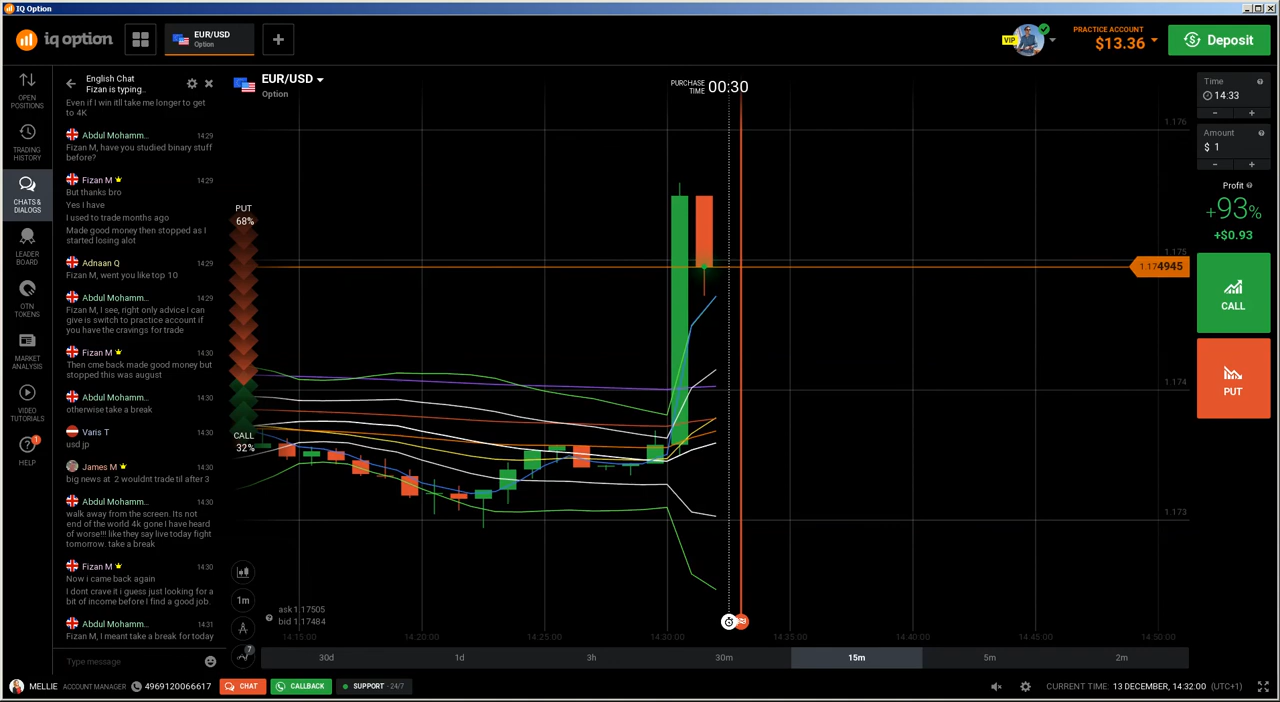 IQ Option
iq option
EUR/USD
Option
VIP
PRACTICE ACCOUNT
$13.36
Deposit
OPEN
POSITIONS
TRADING
HISTORY
CHATS &
DIALOGS
LEADER
BOARD
OTN
TOKENS
MARKET
ANALYSIS
VIDEO
TUTORIALS
1
HELP
English Chat
Fizan is typing..
Even if I win itll take me longer to get
to 4K
Abdul Mohamm.. 14:29
Fizan M, have you studied binary stuff
before?
Fizan M 14:29
But thanks bro
Yes I have
I used to trade months ago
Made good money then stopped as I
started losing alot
Adnaan Q 14:29
Fizan M, went you like top 10
Abdul Mohamm.. 14:29
Fizan M, I see, right only advice I can
give is switch to practice account if
you have the cravings for trade
Fizan M 14:30
Then cme back made good money but
stopped this was august
Abdul Mohamm.. 14:30
otherwise take a break
Varis T 14:30
usd jp
James M 14:30
big news at 2 wouldnt trade til after 3
Abdul Mohamm.. 14:30
walk away from the screen. Its not
end of the world 4k gone I have heard
of worse!!! like they say live today fight
tomorrow. take a break
Fizan M 14:30
Now i came back again
I dont crave it i guess just looking for a
bit of income before I find a good job.
Abdul Mohamm.. 14:31
Fizan M, I meant take a break for today
Type message
EUR/USD
Option
PURCHASE
TIME
00:30
PUT
68%
CALL
32%
1.176
1.175
1.174945
1.174
1.173
1m
7
ask 1.17505
bid 1.17484
14:15:00 14:20:00 14:25:00 14:30:00 14:35:00 14:40:00 14:45:00 14:50:00
30d 1d 3h 30m 15m 5m 2m
Time
14:33
- +
Amount
$ 1
- +
Profit
+93%
+$0.93
CALL
PUT
MELLIE ACCOUNT MANAGER 4969120066617 CHAT CALLBACK SUPPORT - 24/7
CURRENT TIME: 13 DECEMBER, 14:32:00 (UTC+1)